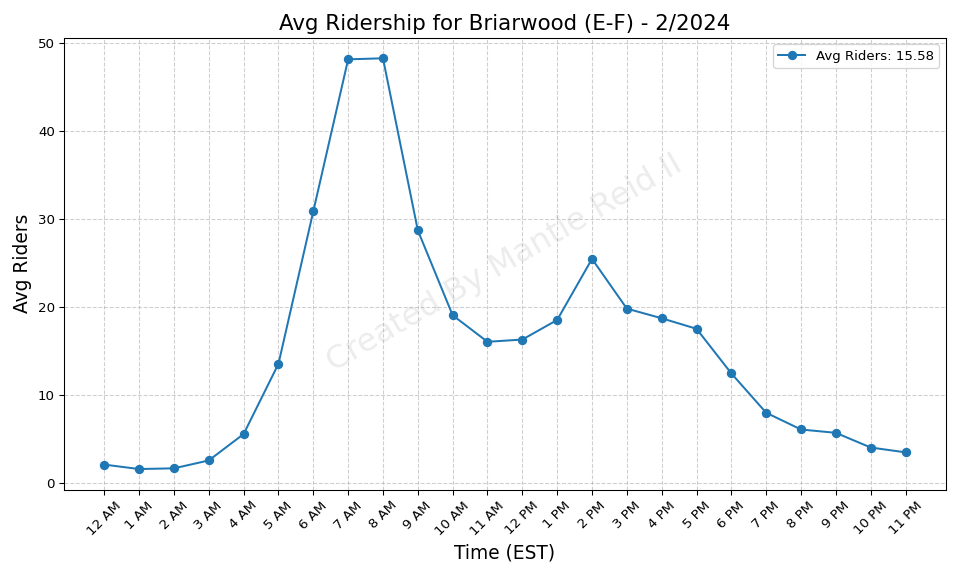 Avg Ridership for Briarwood (E-F) - 2/2024
Avg Riders: 15.58
50
40
30
20
10
0
Avg Riders
Created By Mantle Reid II
12 AM
1 AM
2 AM
3 AM
4 AM
5 AM
6 AM
7 AM
8 AM
9 AM
10 AM
11 AM
12 PM
1 PM
2 PM
3 PM
4 PM
5 PM
6 PM
7 PM
8 PM
9 PM
10 PM
11 PM
Time (EST)